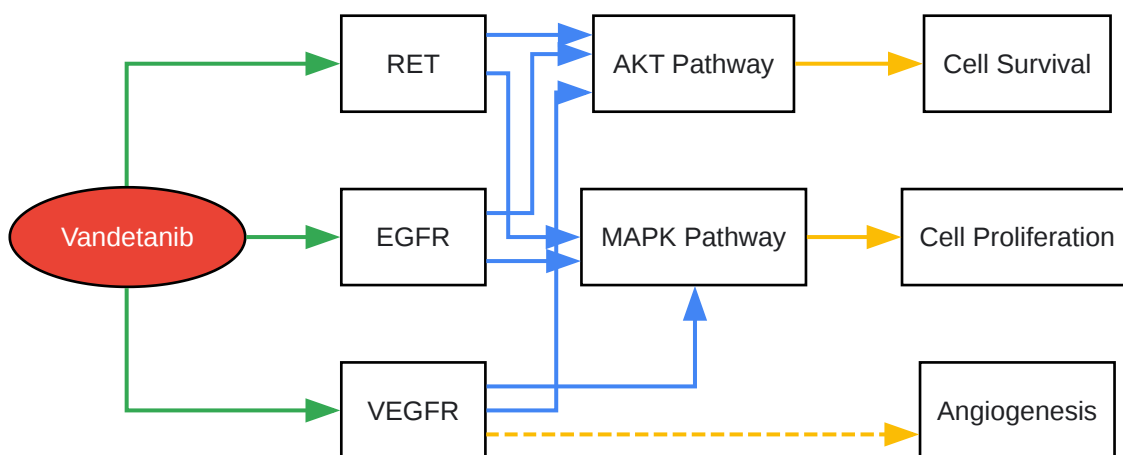 RET
AKT Pathway
Cell Survival
Vandetanib
EGFR
MAPK Pathway
Cell Proliferation
VEGFR
Angiogenesis